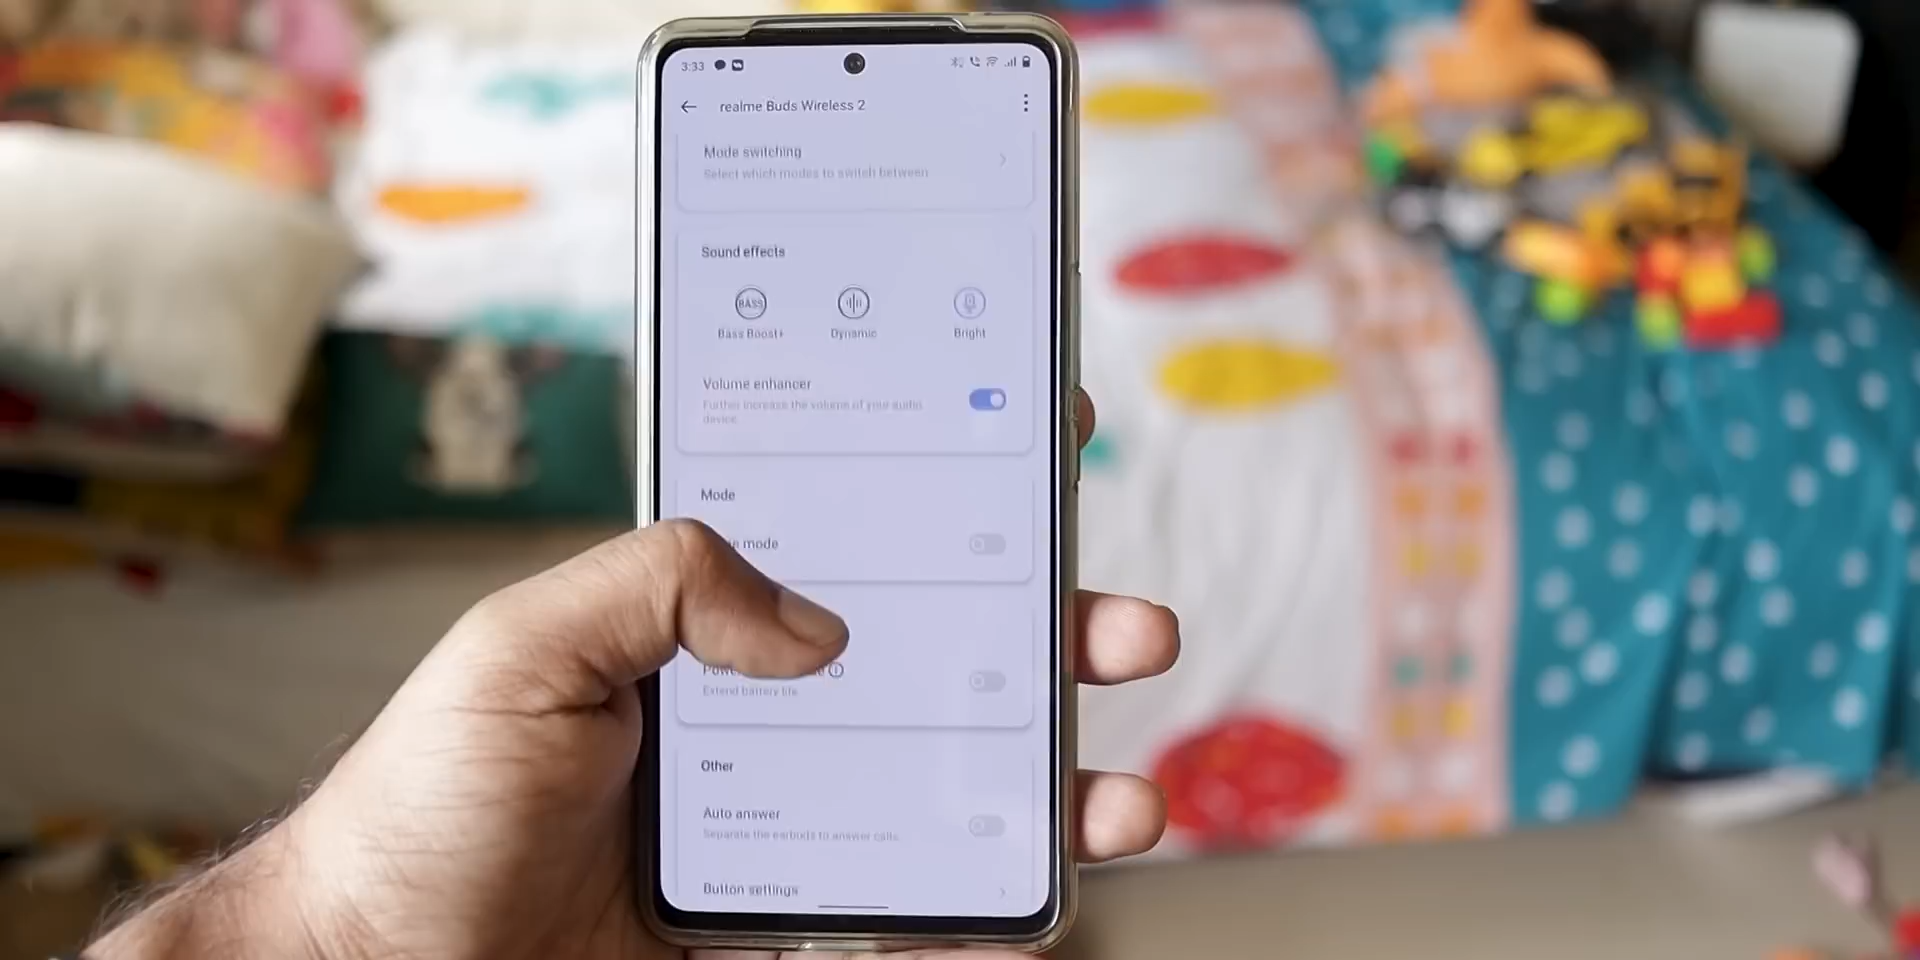 3:33
realme Buds Wireless 2
Mode switching
Select which modes to switch between
Sound effects
BASS
Bass Boost+
Dynamic
Bright
Volume enhancer
Further increase the volume of your audio
device
Mode
mode
Extend battery life
Other
Auto answer
Separate the earbuds to answer calls
Button settings